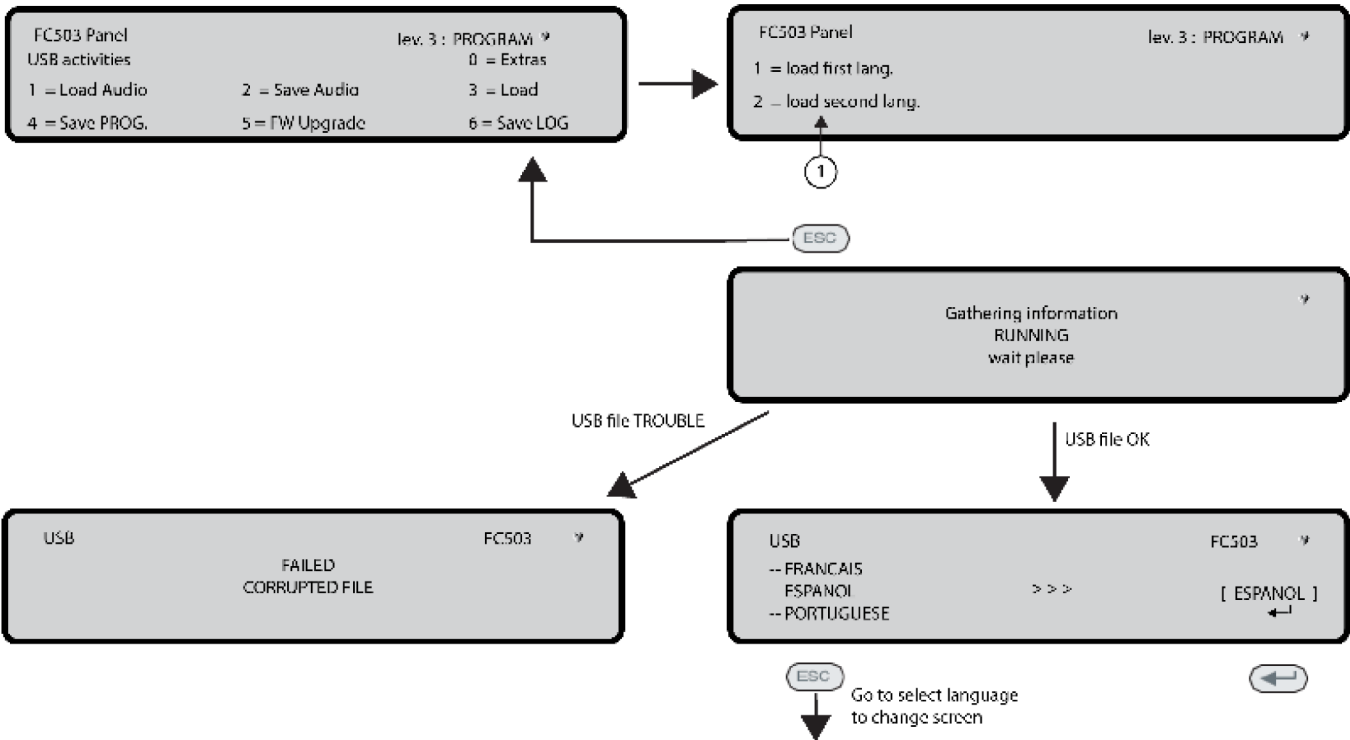 FC503 Panel
lev. 3 : PROGRAM
USB activities
0 = Extras
1 = Load Audio
2 = Save Audio
3 = Load
4 = Save PROG.
5 = FW Upgrade
6 = Save LOG
FC503 Panel
lev. 3 : PROGRAM
1 = load first lang.
2 = load second lang.
1
ESC
Gathering information
RUNNING
wait please
USB file TROUBLE
USB file OK
USB
FC503
FAILED
CORRUPTED FILE
USB
FC503
-- FRANCAIS
ESPANOL
> > >
[ ESPANOL ]
-- PORTUGUESE
ESC
Go to select language
to change screen